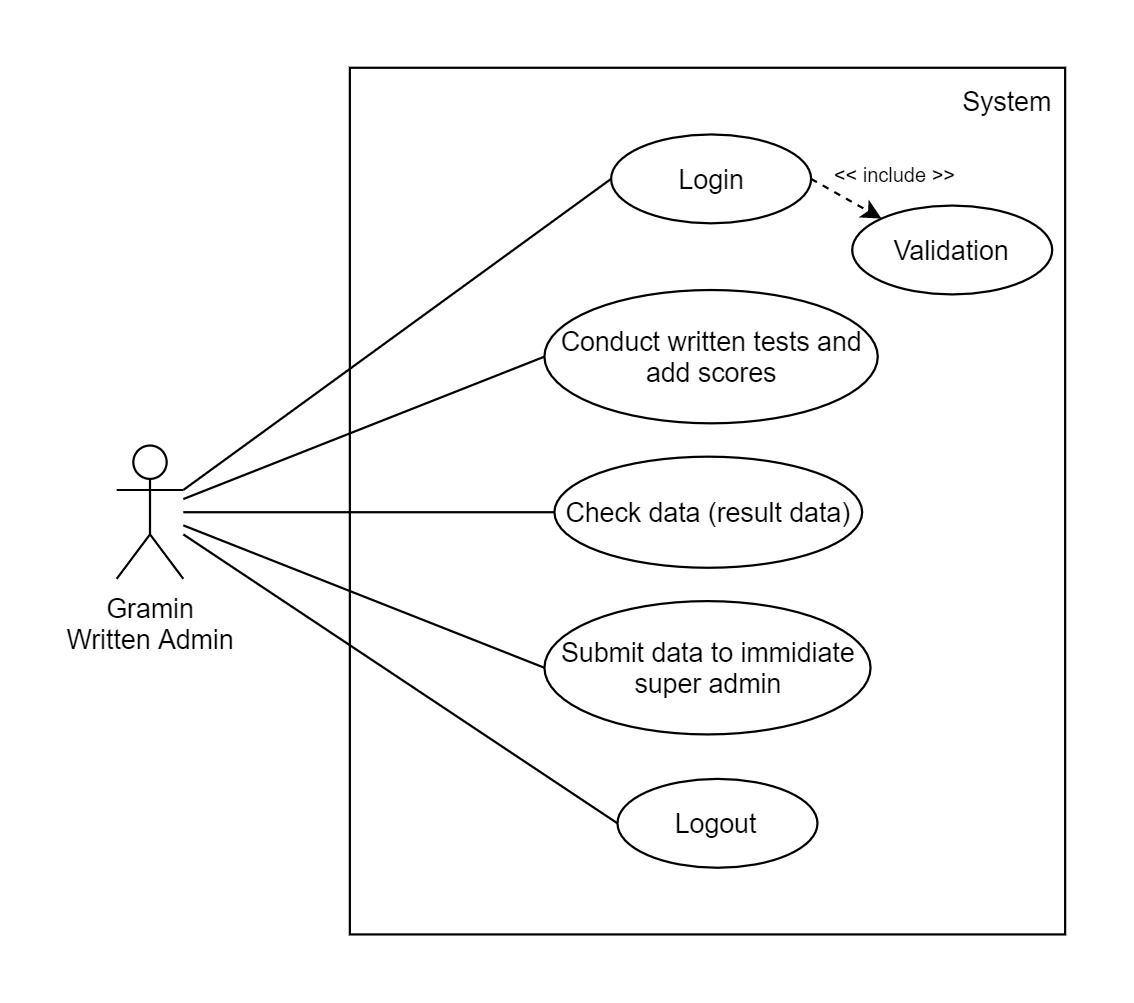 System
Login
<< include >>
Validation
Conduct written tests and
add scores
Check data (result data)
Gramin
Written Admin
Submit data to immidiate
super admin
Logout